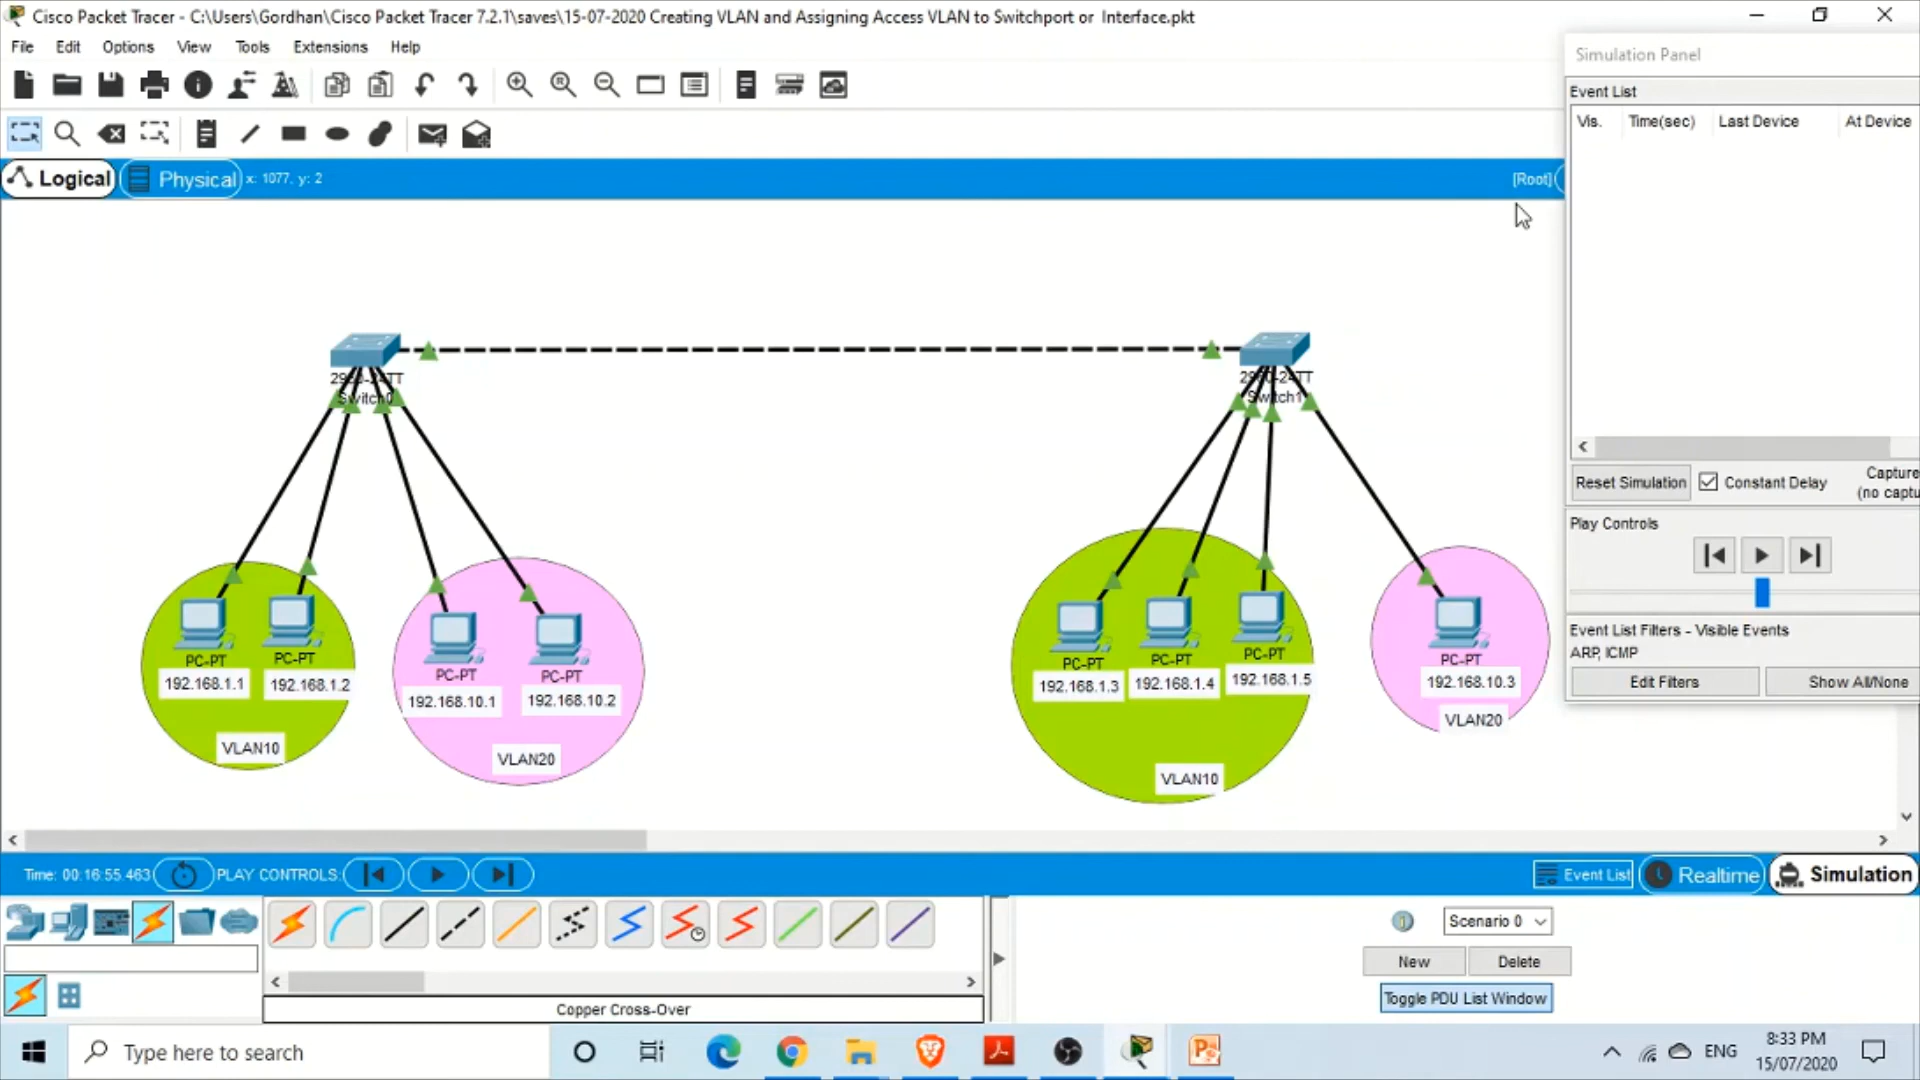 Cisco Packet Tracer - C:\Users\Gordhan\Cisco Packet Tracer 7.2.1\saves\15-07-2020 Creating VLAN and Assigning Access VLAN to Switchport or Interface.pkt
File Edit Options View Tools Extensions Help
Simulation Panel
Event List
Vis. Time(sec) Last Device At Device
Logical Physical x: 1077, y: 2 [Root]
2960-24TT
Switch0
2960-24TT
Switch1
Reset Simulation Constant Delay Capture
(no captu
Play Controls
Event List Filters - Visible Events
ARP, ICMP
Edit Filters Show All/None
PC-PT
192.168.1.1
PC-PT
192.168.1.2
VLAN10
PC-PT
192.168.10.1
PC-PT
192.168.10.2
VLAN20
PC-PT
192.168.1.3
PC-PT
192.168.1.4
PC-PT
192.168.1.5
VLAN10
PC-PT
192.168.10.3
VLAN20
Time: 00:16:55.463 PLAY CONTROLS: Event List Realtime Simulation
Scenario 0
New Delete
Toggle PDU List Window
Copper Cross-Over
Type here to search
ENG
8:33 PM
15/07/2020